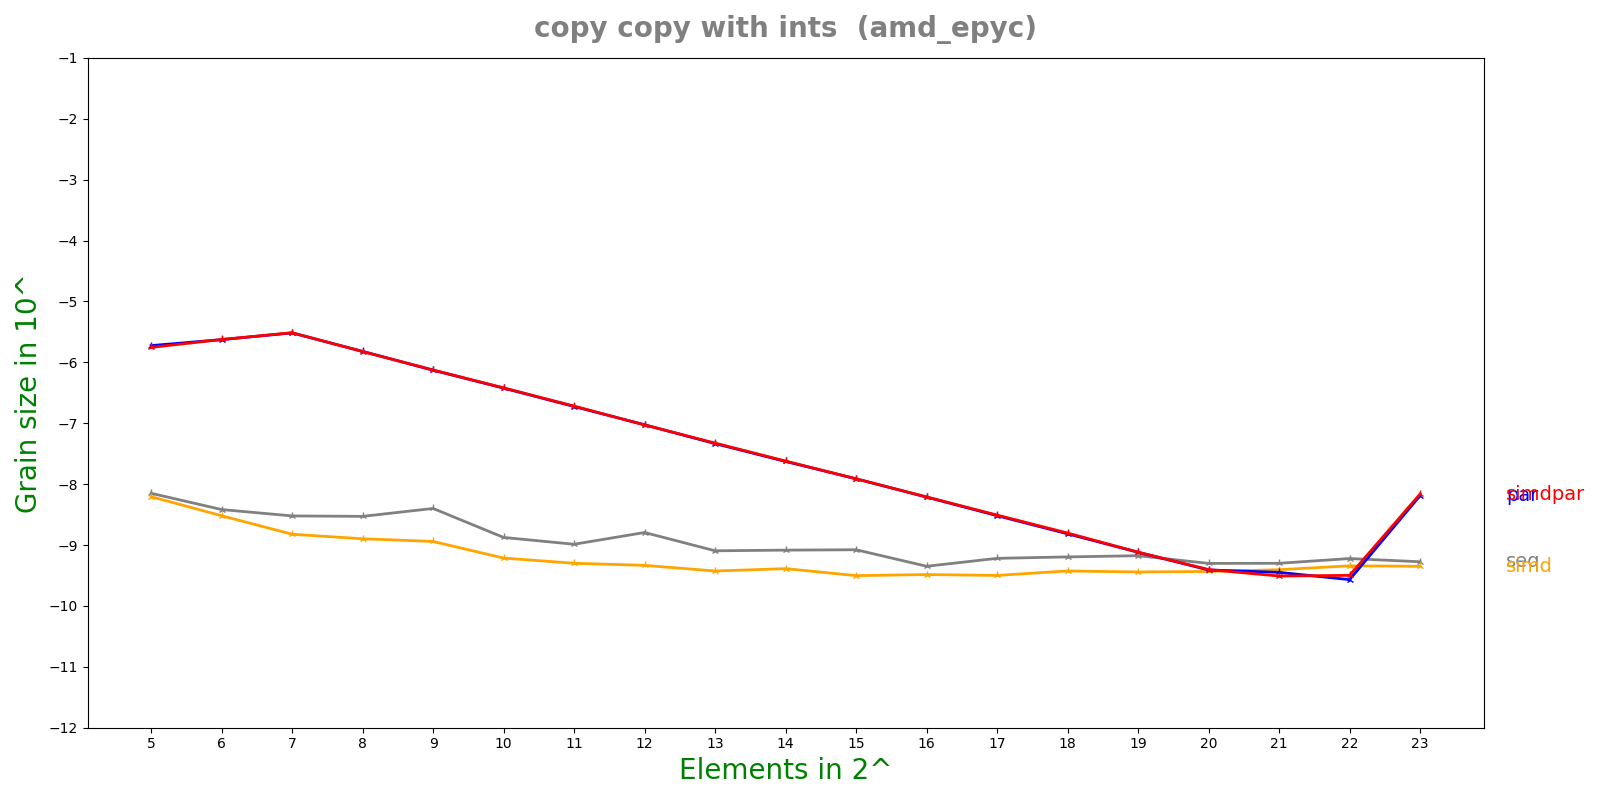 copy copy with ints (amd_epyc)
Grain size in 10^
−1
−2
−3
−4
−5
−6
−7
−8
−9
−10
−11
−12
simdpar
par
seq
simd
5 6 7 8 9 10 11 12 13 14 15 16 17 18 19 20 21 22 23
Elements in 2^